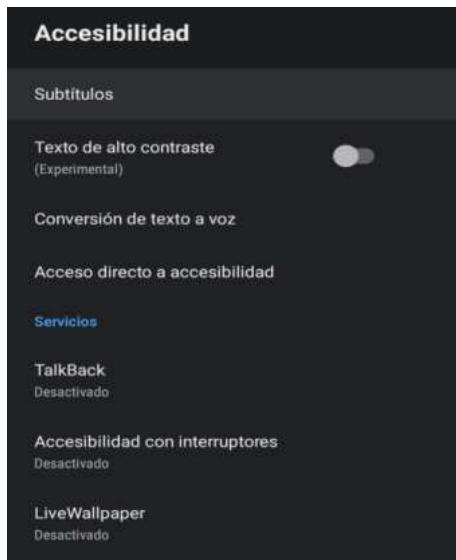 Accesibilidad
Subtítulos
Texto de alto contraste
(Experimental)
Conversión de texto a voz
Acceso directo a accesibilidad
Servicios
TalkBack
Desactivado
Accesibilidad con interruptores
Desactivado
LiveWallpaper
Desactivado